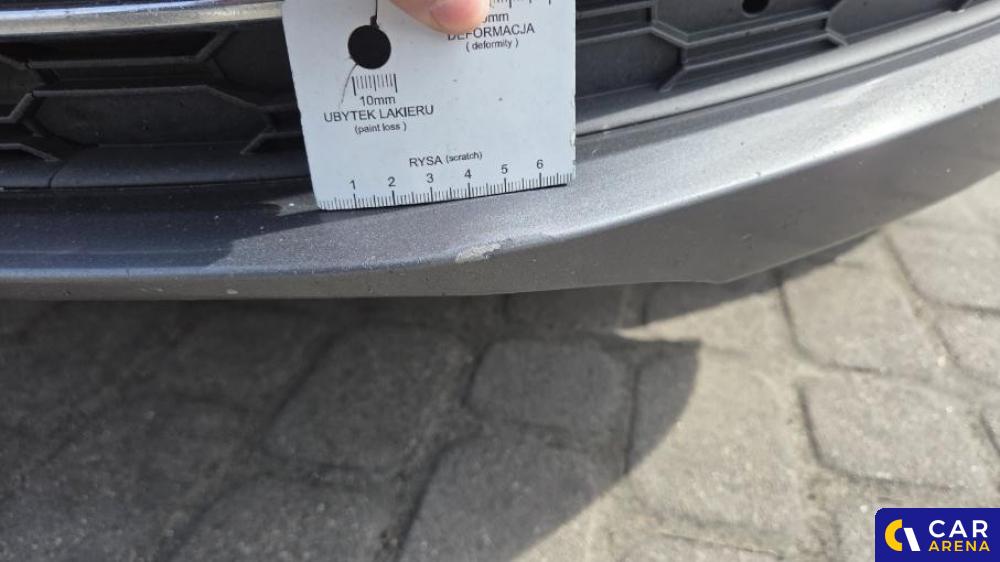 DEFORMACJA
( deformity )
10mm
UBYTEK LAKIERU
(paint loss )
RYSA (scratch)
1 2 3 4 5 6
CAR
ARENA